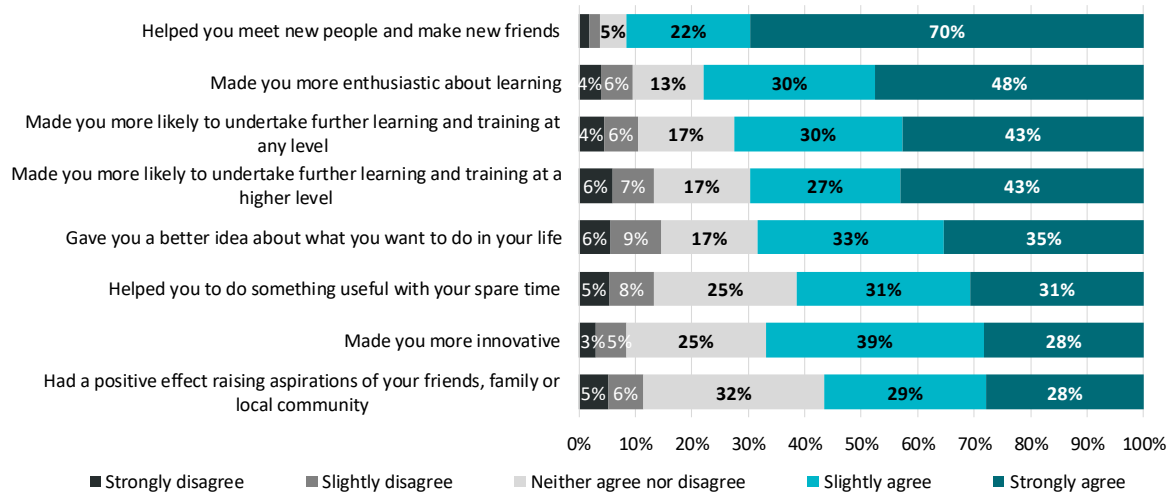 Helped you meet new people and make new friends
5% 22% 70%
Made you more enthusiastic about learning
4% 6% 13% 30% 48%
Made you more likely to undertake further learning and training at
any level
4% 6% 17% 30% 43%
Made you more likely to undertake further learning and training at a
higher level
6% 7% 17% 27% 43%
Gave you a better idea about what you want to do in your life
6% 9% 17% 33% 35%
Helped you to do something useful with your spare time
5% 8% 25% 31% 31%
Made you more innovative
3% 5% 25% 39% 28%
Had a positive effect raising aspirations of your friends, family or
local community
5% 6% 32% 29% 28%
0% 10% 20% 30% 40% 50% 60% 70% 80% 90% 100%
Strongly disagree Slightly disagree Neither agree nor disagree Slightly agree Strongly agree